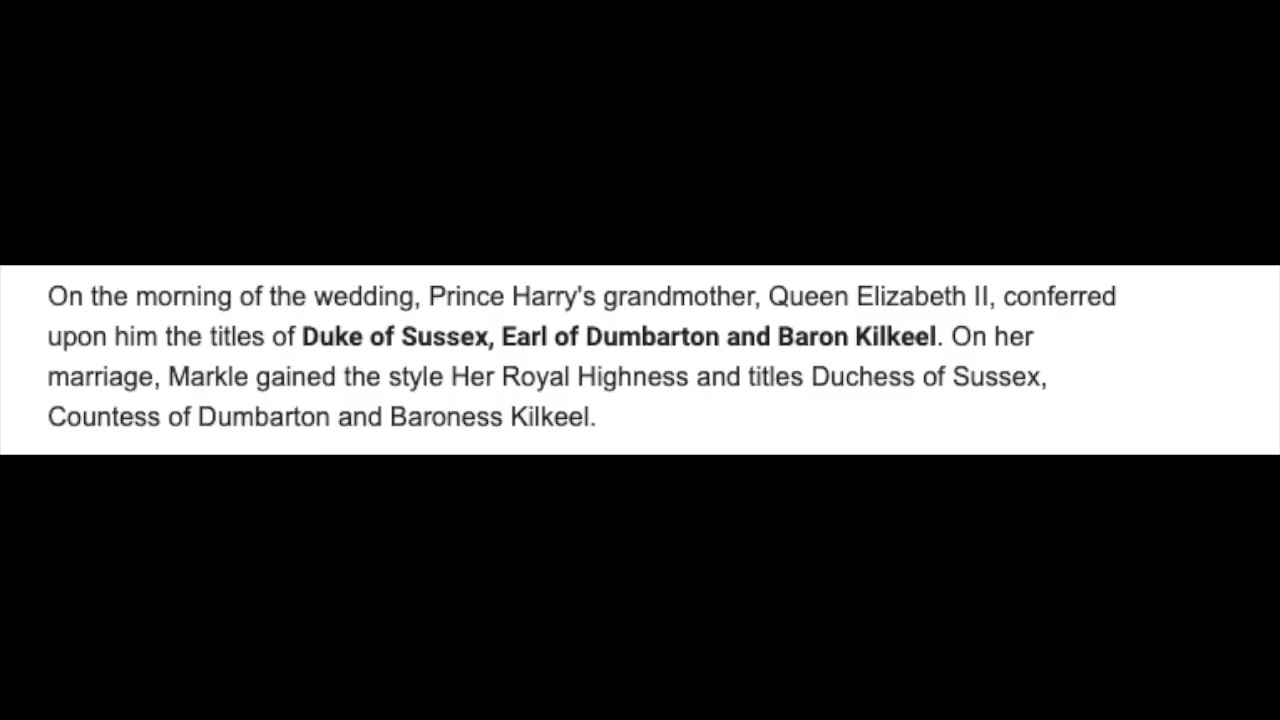 On the morning of the wedding, Prince Harry's grandmother, Queen Elizabeth II, conferred
upon him the titles of Duke of Sussex, Earl of Dumbarton and Baron Kilkeel. On her
marriage, Markle gained the style Her Royal Highness and titles Duchess of Sussex,
Countess of Dumbarton and Baroness Kilkeel.